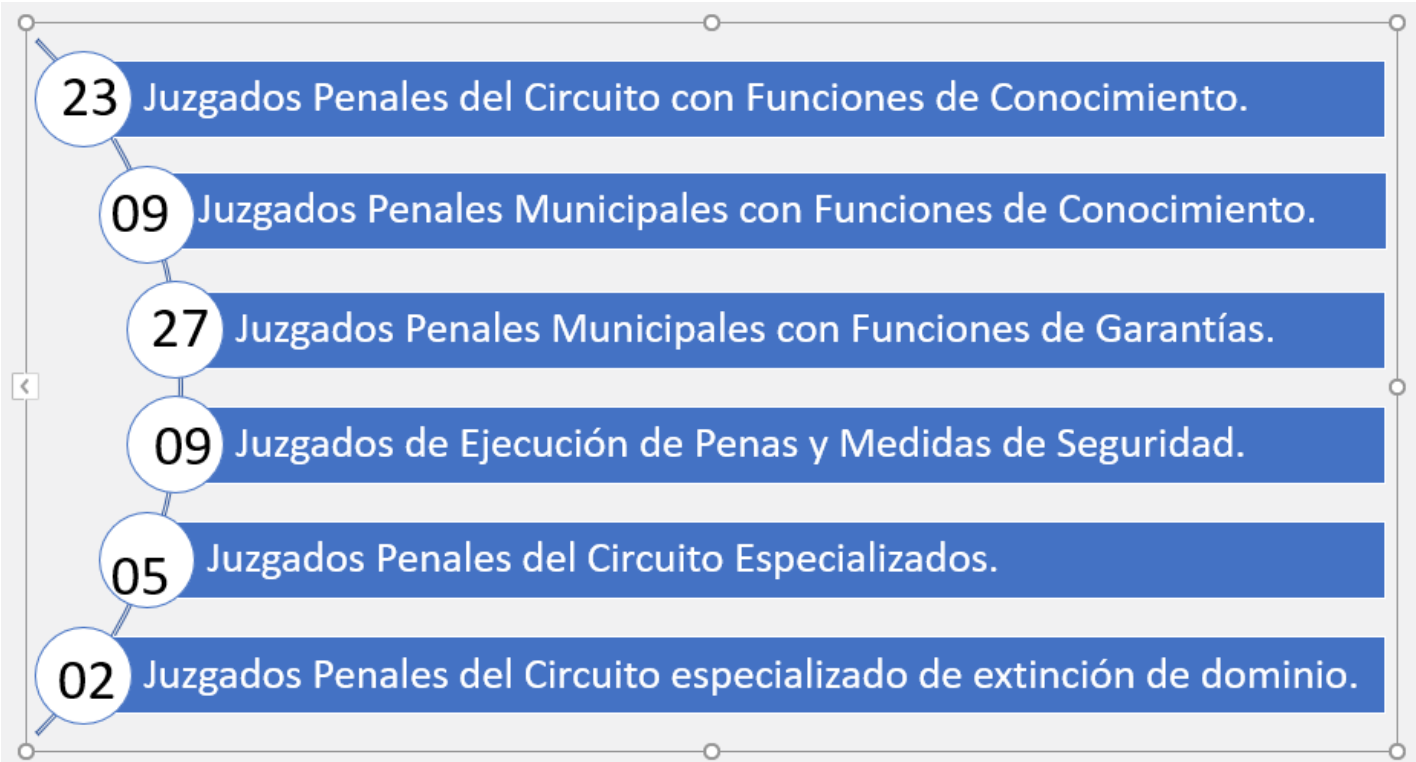 23 Juzgados Penales del Circuito con Funciones de Conocimiento.
09 Juzgados Penales Municipales con Funciones de Conocimiento.
27 Juzgados Penales Municipales con Funciones de Garantías.
09 Juzgados de Ejecución de Penas y Medidas de Seguridad.
05 Juzgados Penales del Circuito Especializados.
02 Juzgados Penales del Circuito especializado de extinción de dominio.